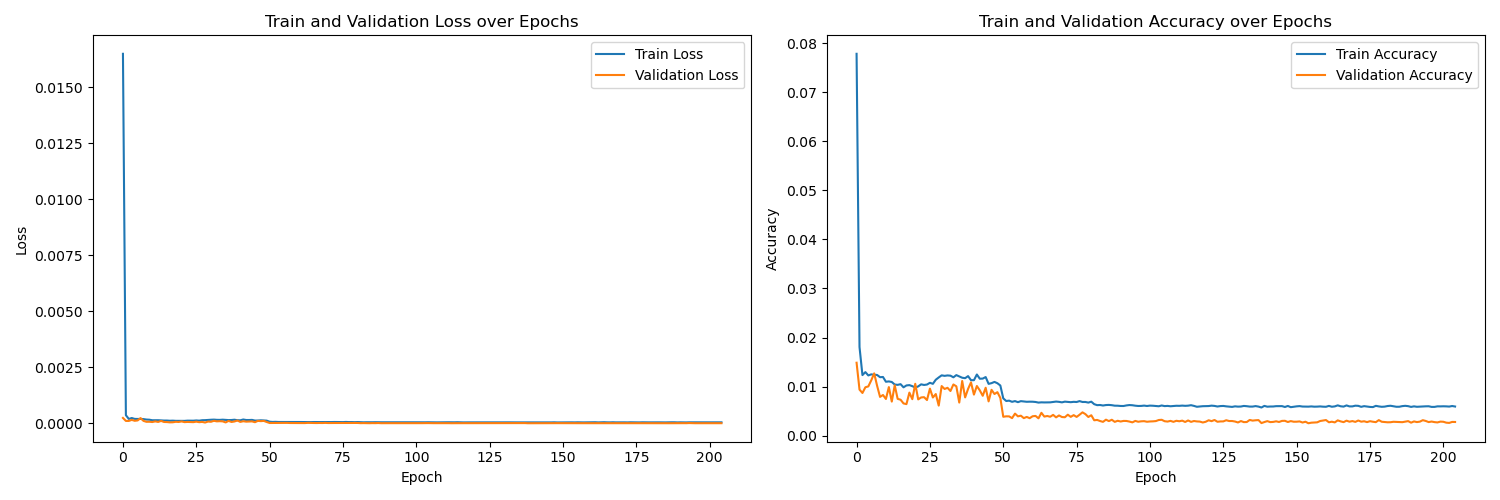 Train and Validation Loss over Epochs
Train Loss
Validation Loss
0.0150
0.0125
0.0100
0.0075
0.0050
0.0025
0.0000
Loss
0 25 50 75 100 125 150 175 200
Epoch
Train and Validation Accuracy over Epochs
Train Accuracy
Validation Accuracy
0.08
0.07
0.06
0.05
0.04
0.03
0.02
0.01
0.00
Accuracy
0 25 50 75 100 125 150 175 200
Epoch